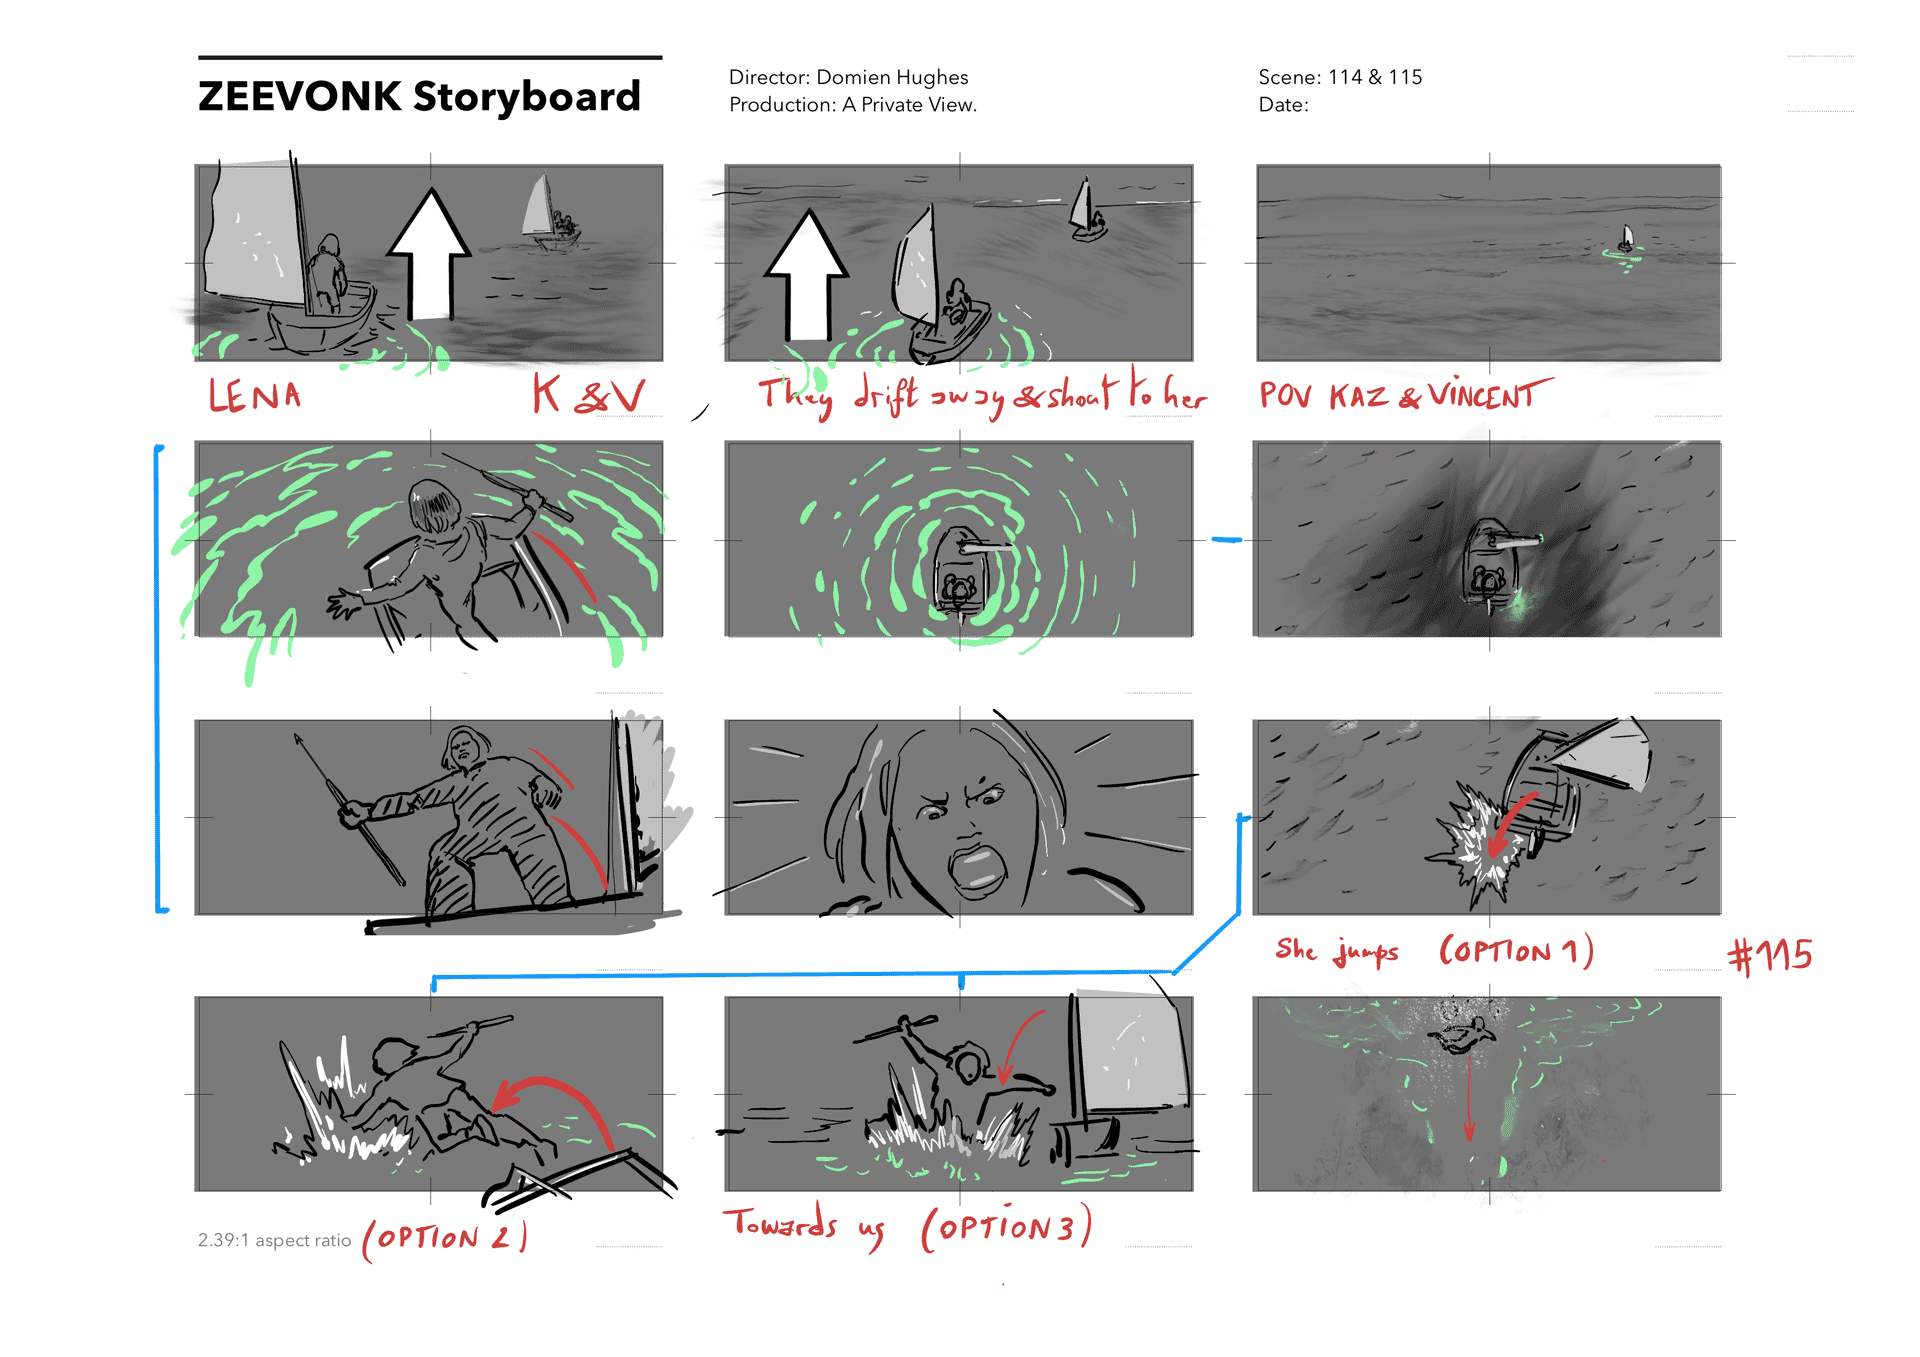 ZEEVONK Storyboard
Director: Domien Hughes
Production: A Private View.
Scene: 114 & 115
Date:
LENA
K & V
They drift away & shout to her
POV KAZ & VINCENT
She jumps (OPTION 1)
#115
2.39:1 aspect ratio
(OPTION 2)
Towards us (OPTION 3)